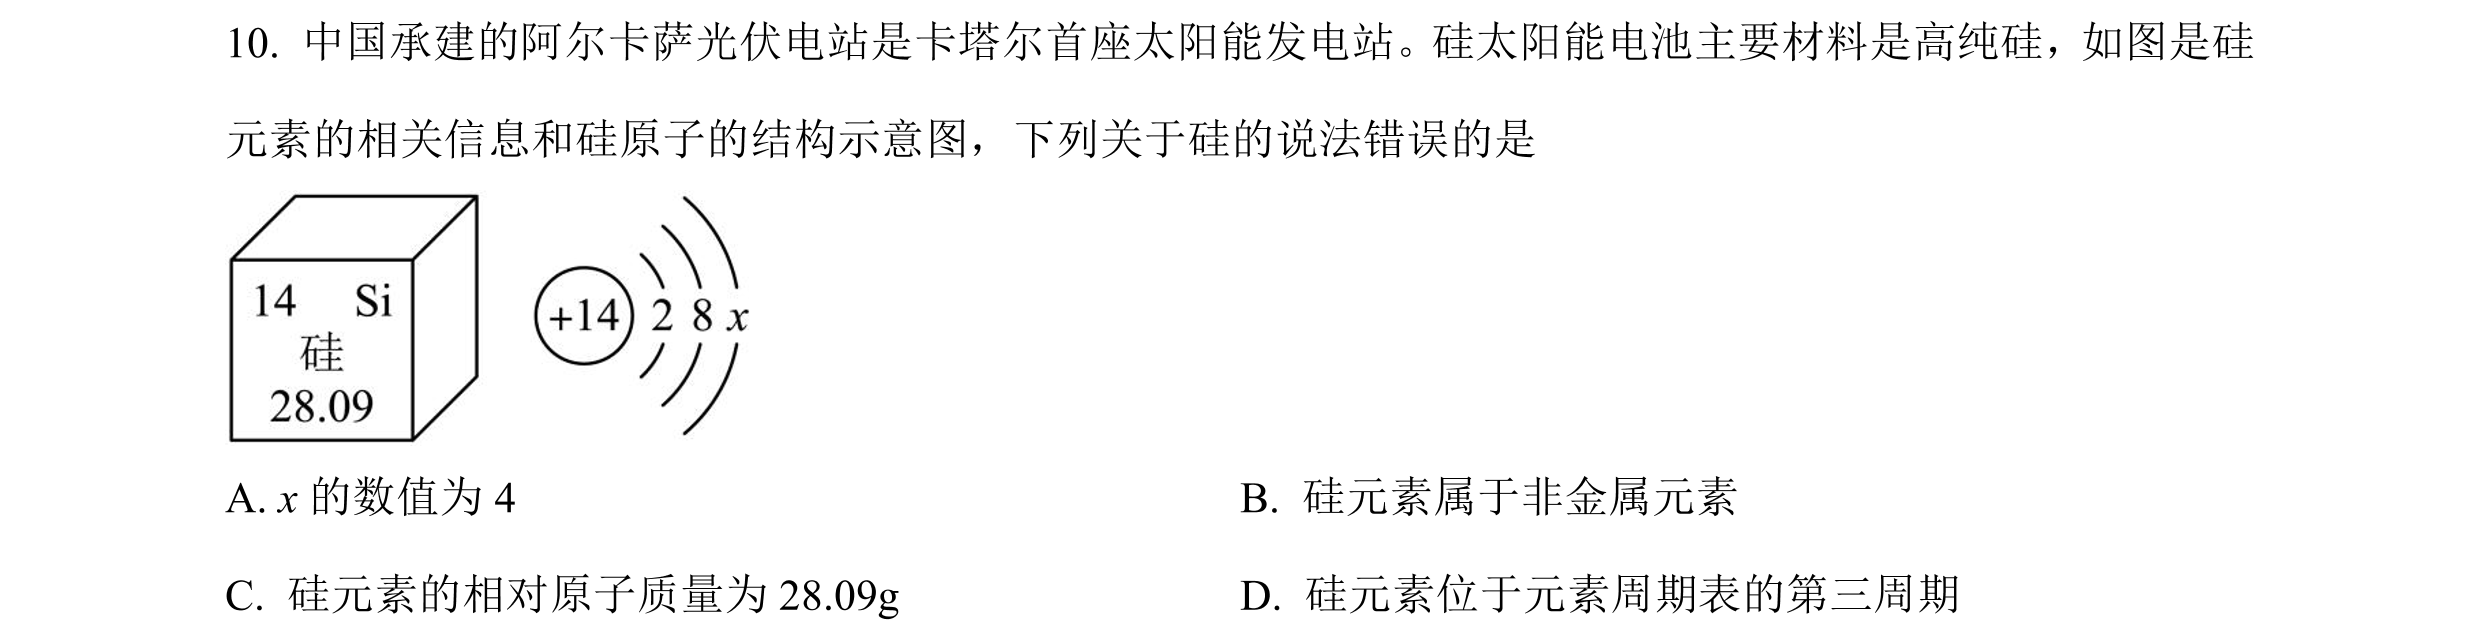 10. 中国承建的阿尔卡萨光伏电站是卡塔尔首座太阳能发电站。硅太阳能电池主要材料是高纯硅，如图是硅
元素的相关信息和硅原子的结构示意图，下列关于硅的说法错误的是
14 Si
硅
28.09
+14 2 8 x
A. x 的数值为 4
B. 硅元素属于非金属元素
C. 硅元素的相对原子质量为 28.09g
D. 硅元素位于元素周期表的第三周期